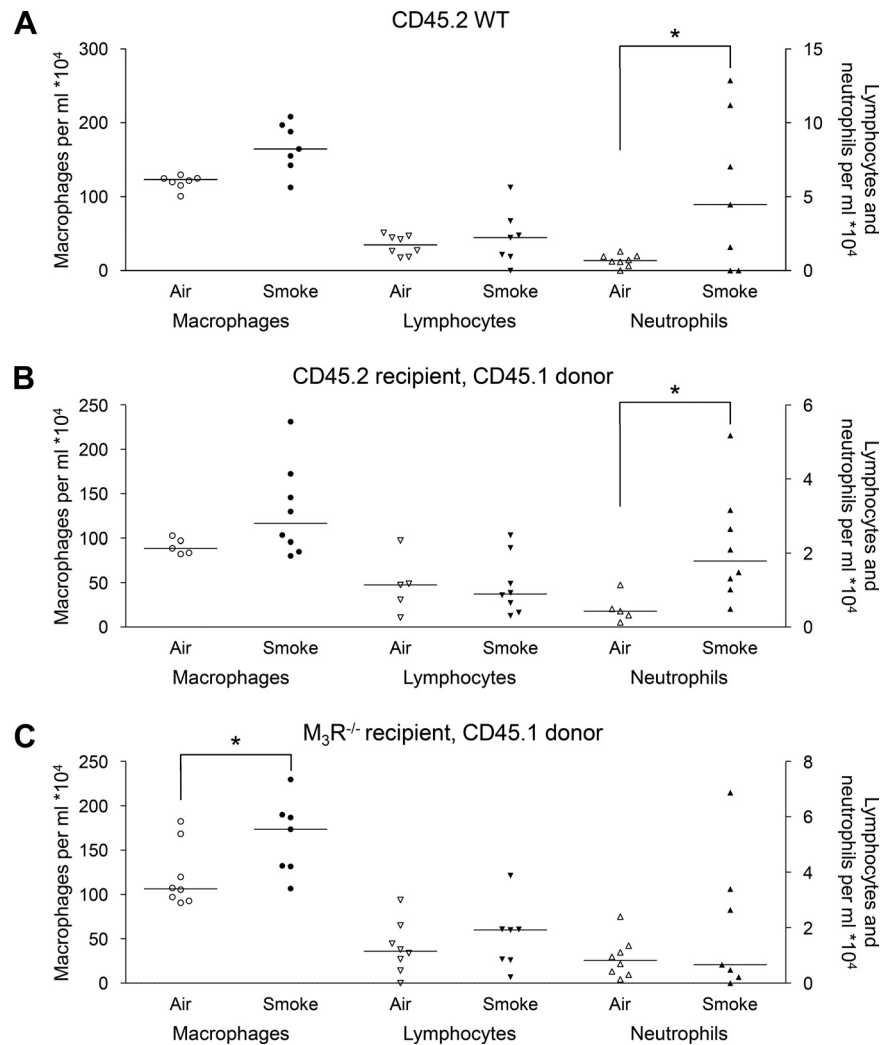 A
CD45.2 WT
Macrophages per ml *10⁴
300
200
100
0
*
15
10
5
0
Lymphocytes and
neutrophils per ml *10⁴
Air Smoke Air Smoke Air Smoke
Macrophages Lymphocytes Neutrophils
B
CD45.2 recipient, CD45.1 donor
Macrophages per ml *10⁴
250
200
150
100
50
0
*
6
4
2
0
Lymphocytes and
neutrophils per ml *10⁴
Air Smoke Air Smoke Air Smoke
Macrophages Lymphocytes Neutrophils
C
M₃R⁻/⁻ recipient, CD45.1 donor
Macrophages per ml *10⁴
250
200
150
100
50
0
*
8
6
4
2
0
Lymphocytes and
neutrophils per ml *10⁴
Air Smoke Air Smoke Air Smoke
Macrophages Lymphocytes Neutrophils